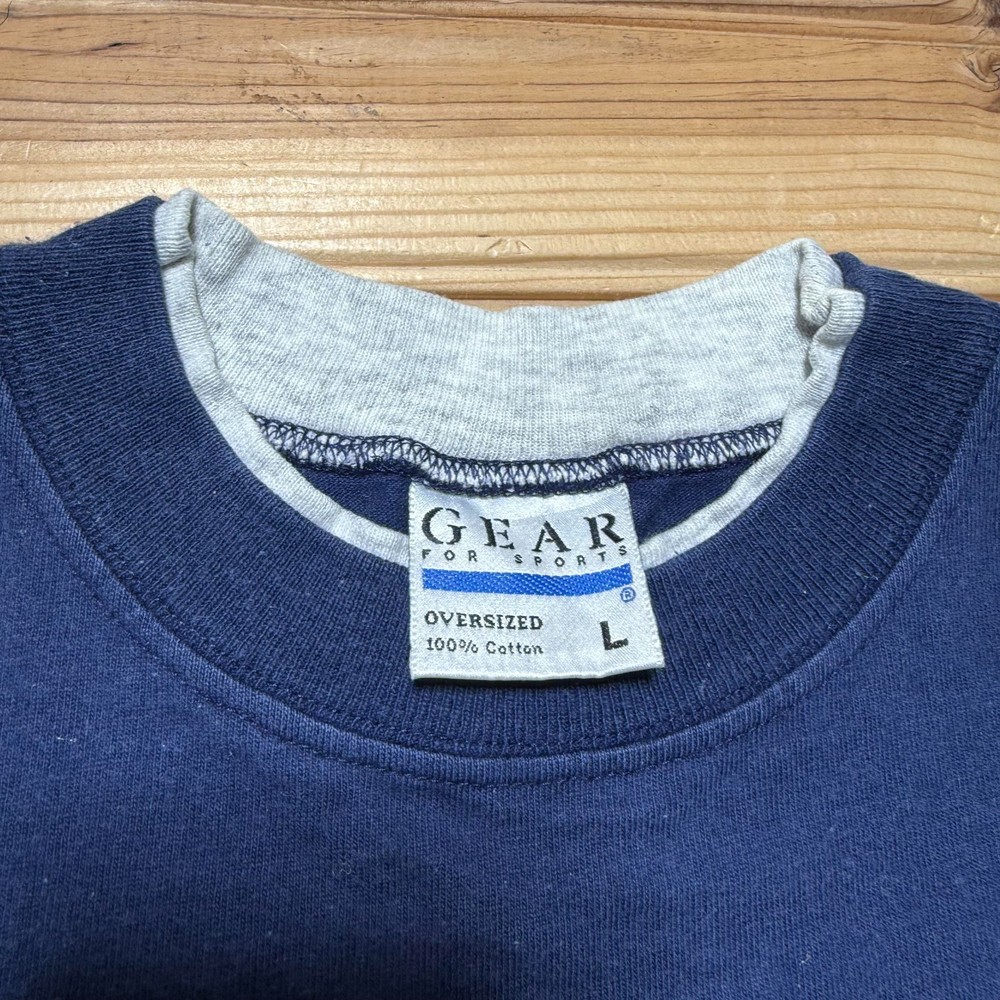 GEAR
FOR SPORTS
®
OVERSIZED
100% Cotton
L